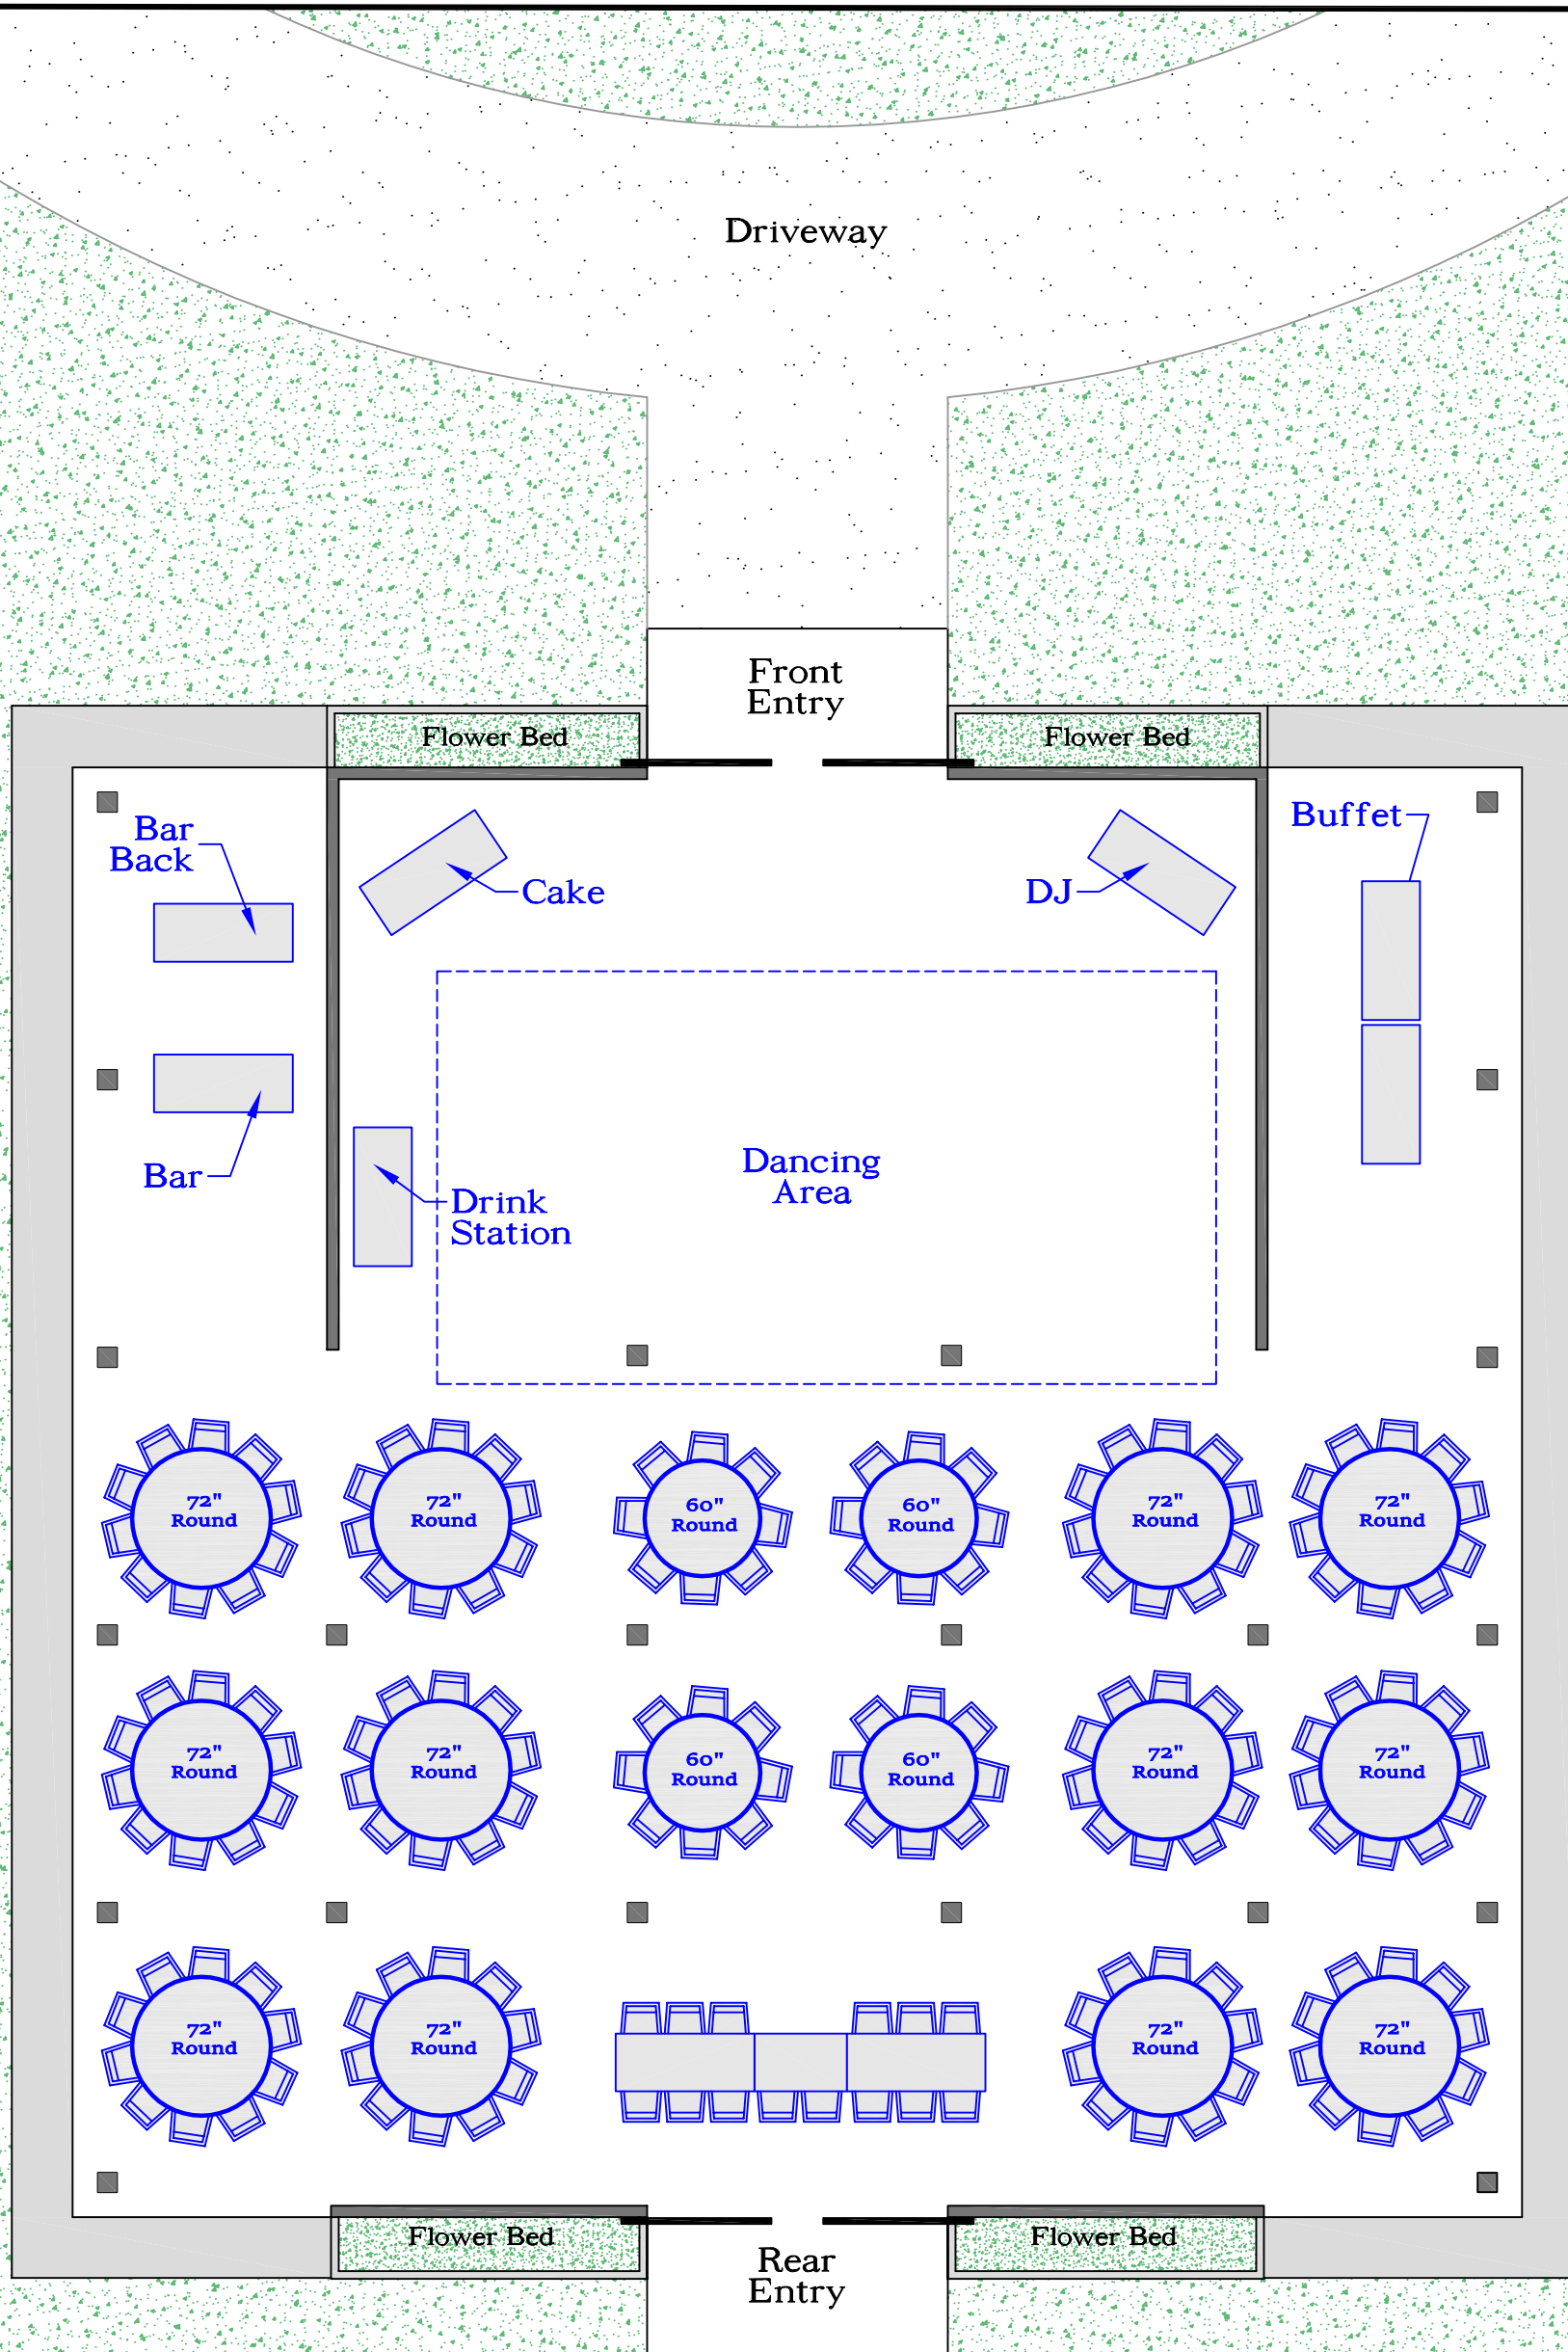 Driveway
Front
Entry
Flower Bed
Flower Bed
Bar
Back
Cake
DJ
Buffet
Bar
Drink
Station
Dancing
Area
72"
Round
72"
Round
60"
Round
60"
Round
72"
Round
72"
Round
72"
Round
72"
Round
60"
Round
60"
Round
72"
Round
72"
Round
72"
Round
72"
Round
72"
Round
72"
Round
Flower Bed
Flower Bed
Rear
Entry